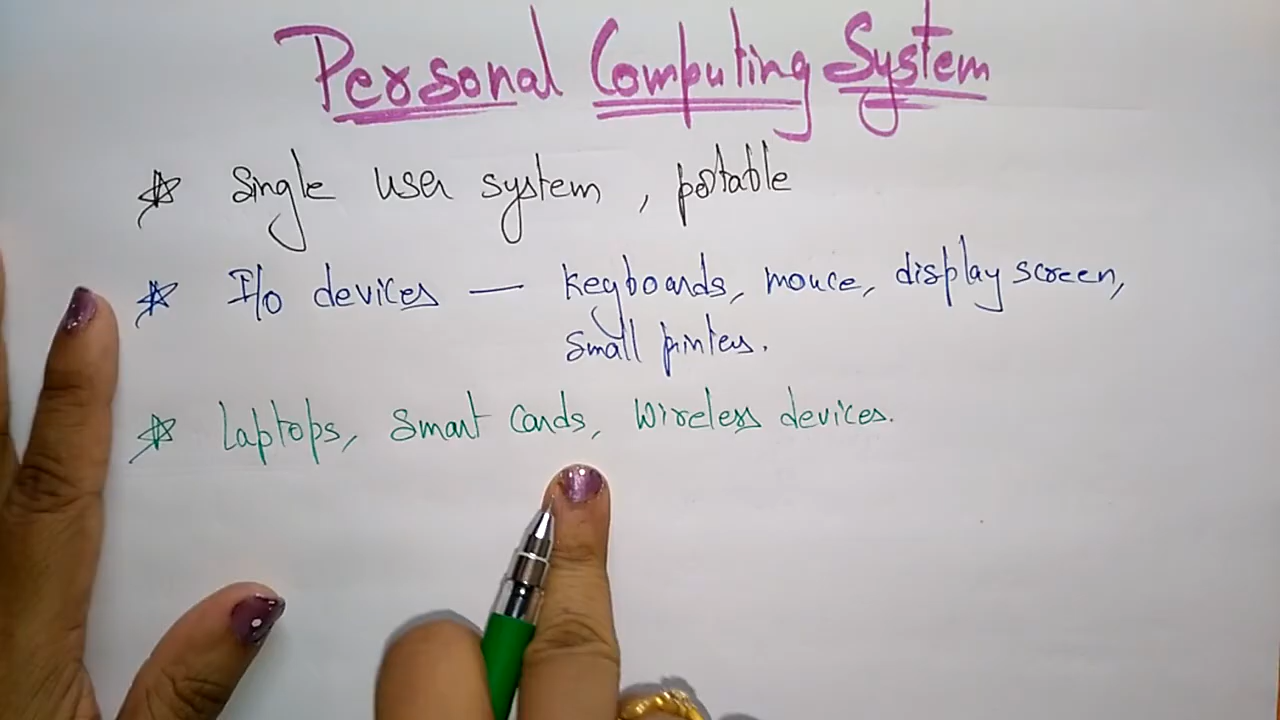 Personal Computing System
☆ Single user system, portable
☆ I/o devices — keyboards, mouce, display screen,
small printers.
☆ Laptops, Smart Cards, Wireless devices.